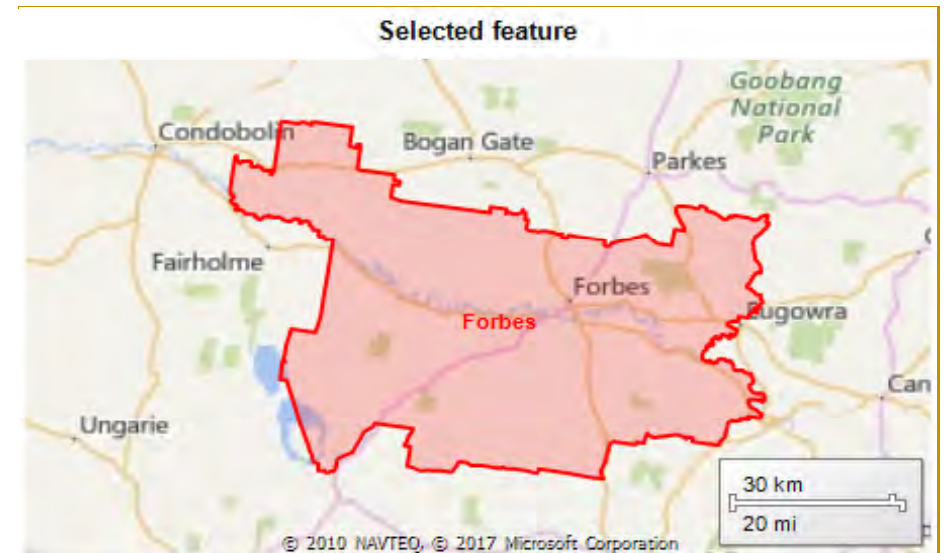 Selected feature
Goobang
National
Park
Condobolin
Bogan Gate
Parkes
Fairholme
Forbes
Forbes
Eugowra
Can
Ungarie
30 km
20 mi
© 2010 NAVTEQ, © 2017 Microsoft Corporation